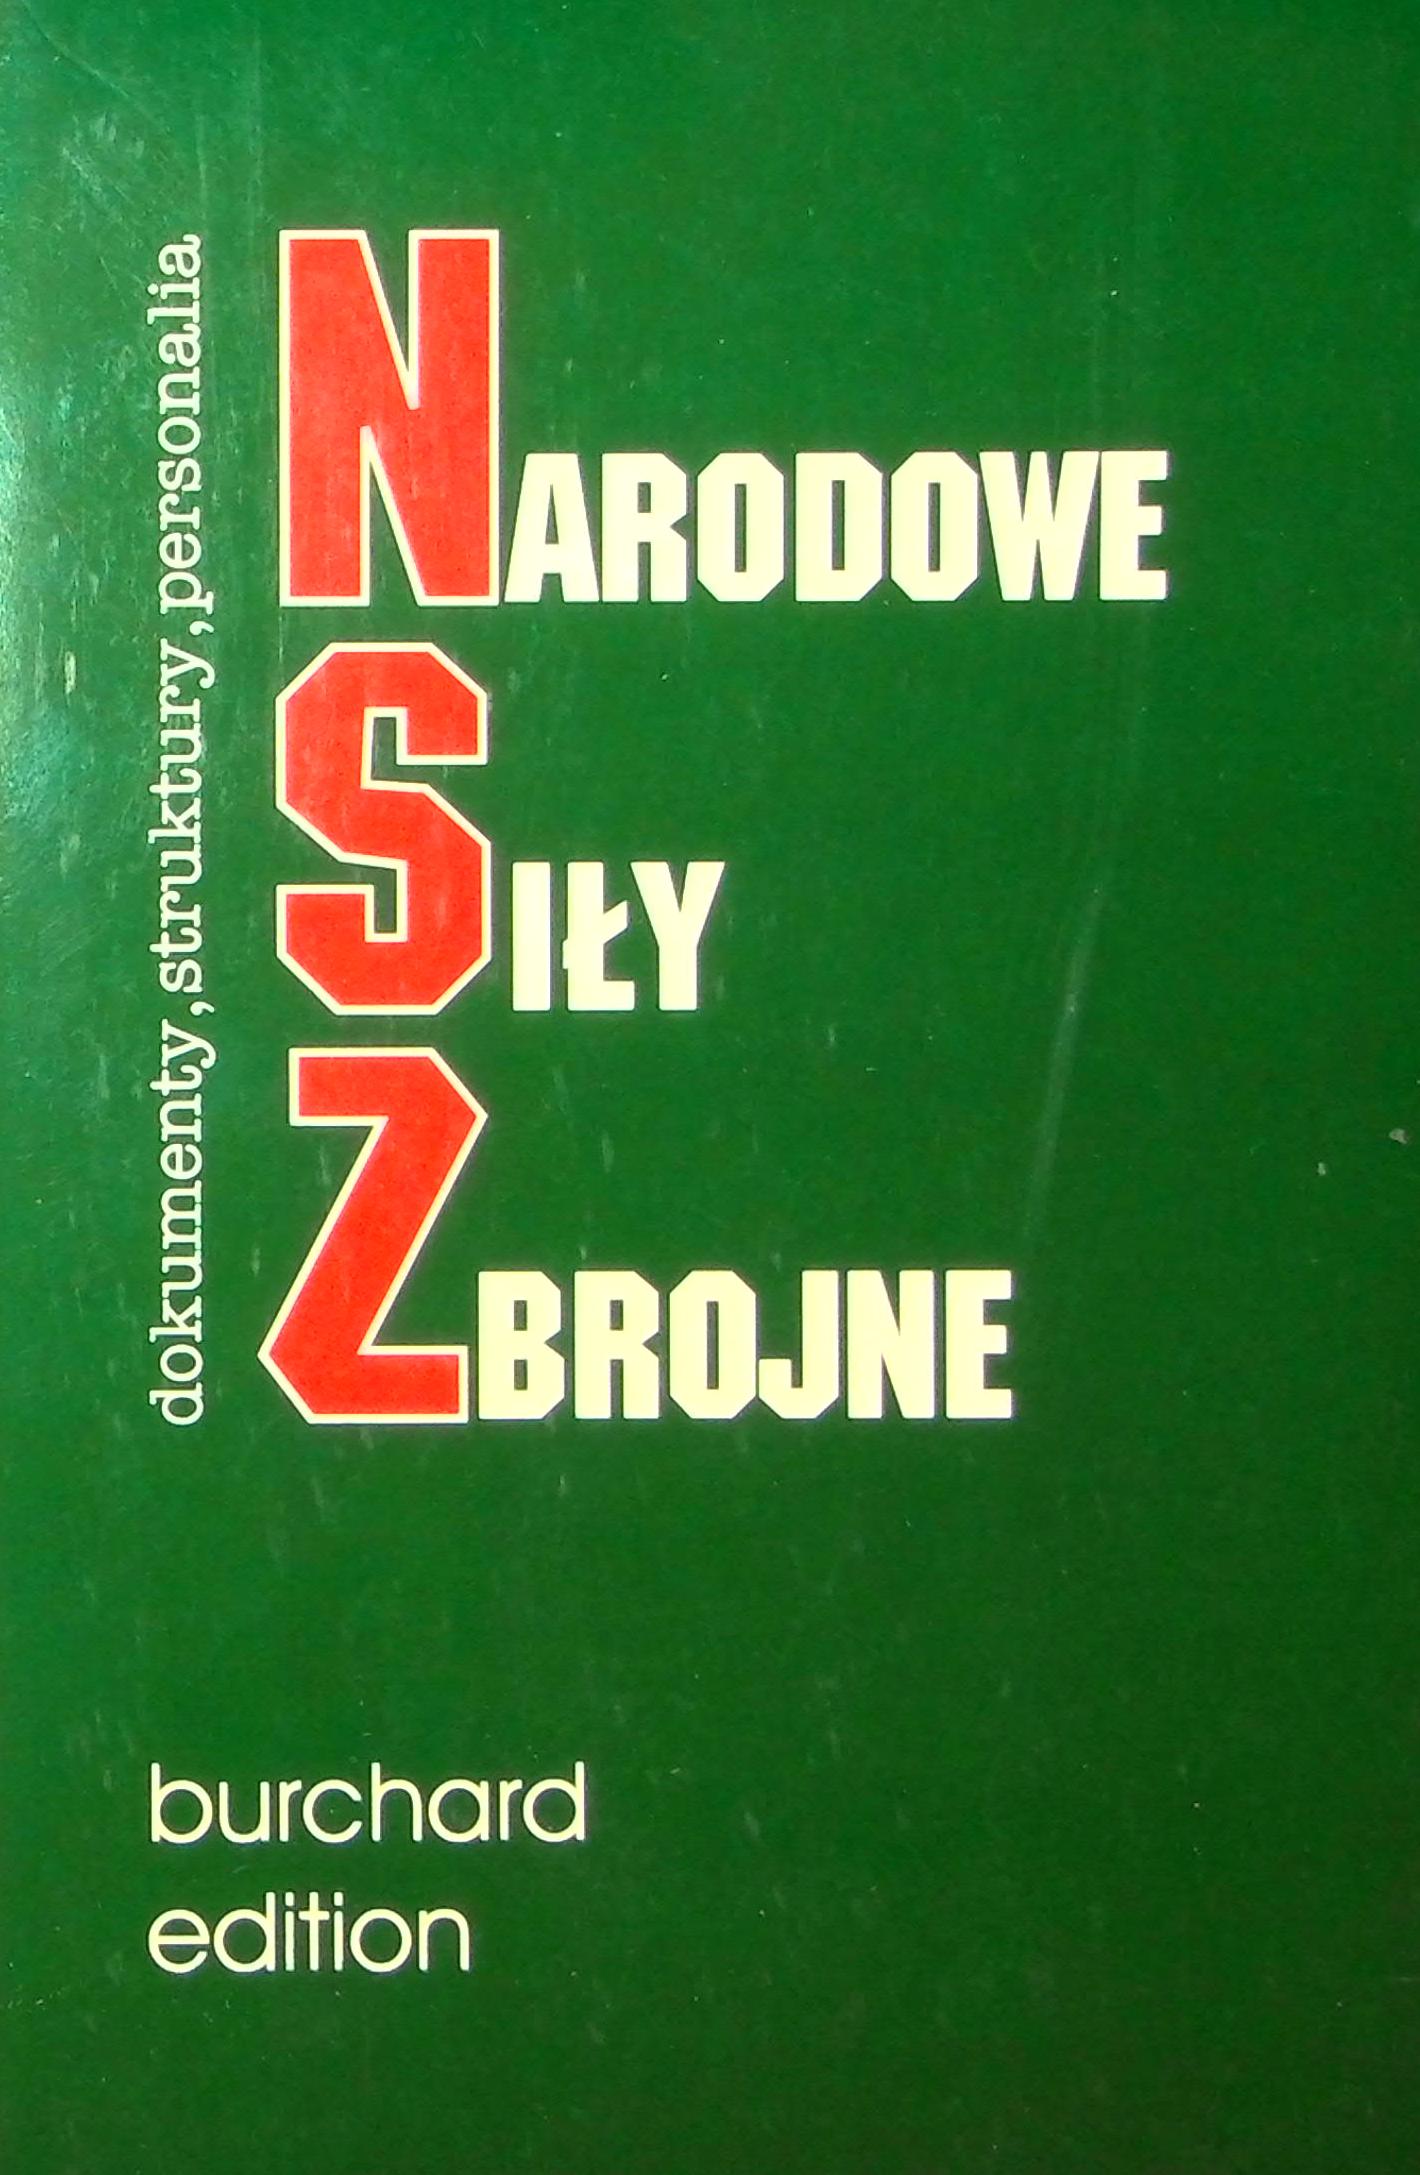 dokumenty, struktury, personalia
NARODOWE
SIŁY
ZBROJNE
burchard
edition